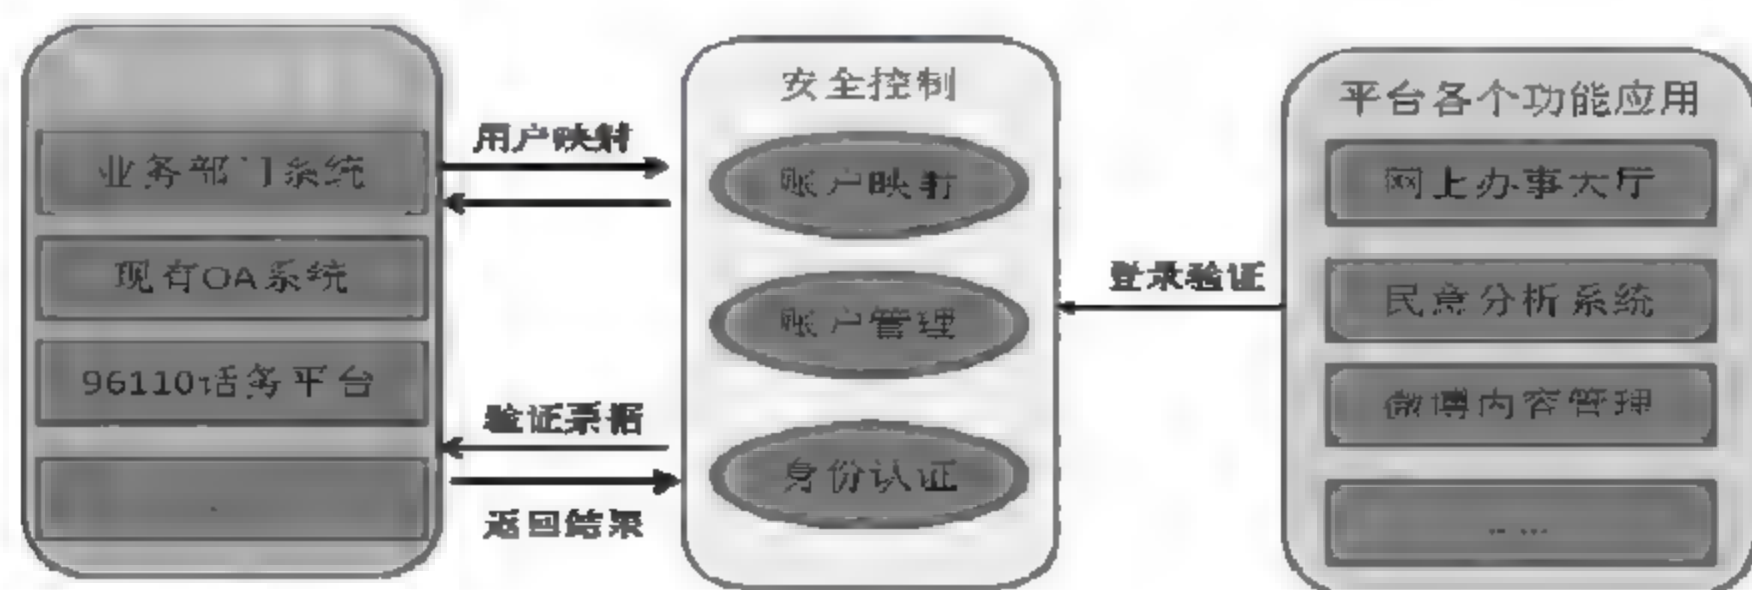 业务部门系统
现有OA系统
96110话务平台
用户映射
验证票据
返回结果
安全控制
账户映射
账户管理
身份认证
登录验证
平台各个功能应用
网上办事大厅
民意分析系统
微博内容管理
......